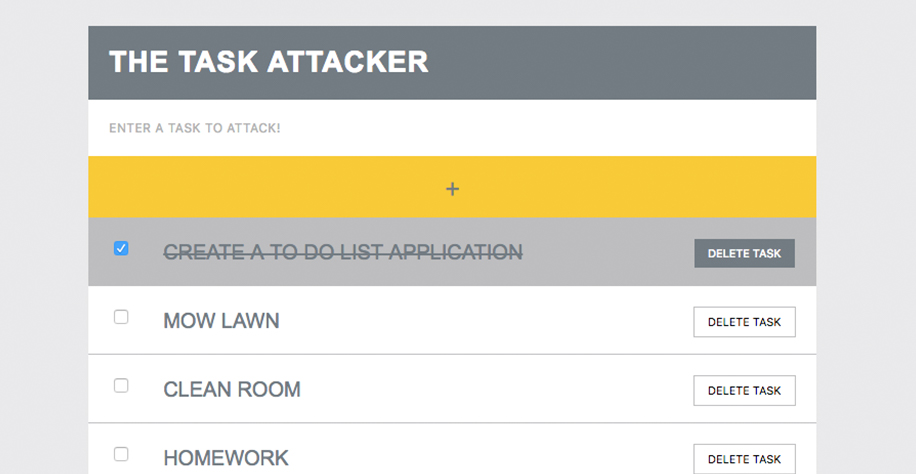 THE TASK ATTACKER
ENTER A TASK TO ATTACK!
+
CREATE A TO DO LIST APPLICATION DELETE TASK
MOW LAWN DELETE TASK
CLEAN ROOM DELETE TASK
HOMEWORK DELETE TASK